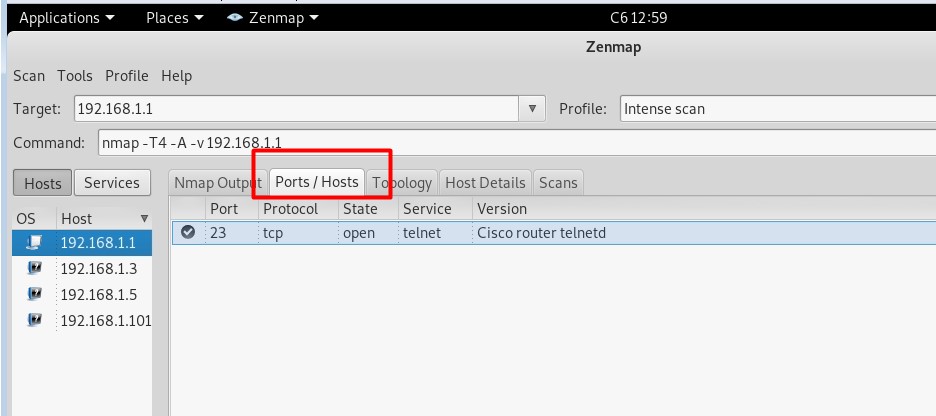 Applications Places Zenmap Сб 12:59
Zenmap
Scan Tools Profile Help
Target: 192.168.1.1 Profile: Intense scan
Command: nmap -T4 -A -v 192.168.1.1
Hosts Services Nmap Output Ports / Hosts Topology Host Details Scans
OS Host Port Protocol State Service Version
192.168.1.1 23 tcp open telnet Cisco router telnetd
192.168.1.3
192.168.1.5
192.168.1.101